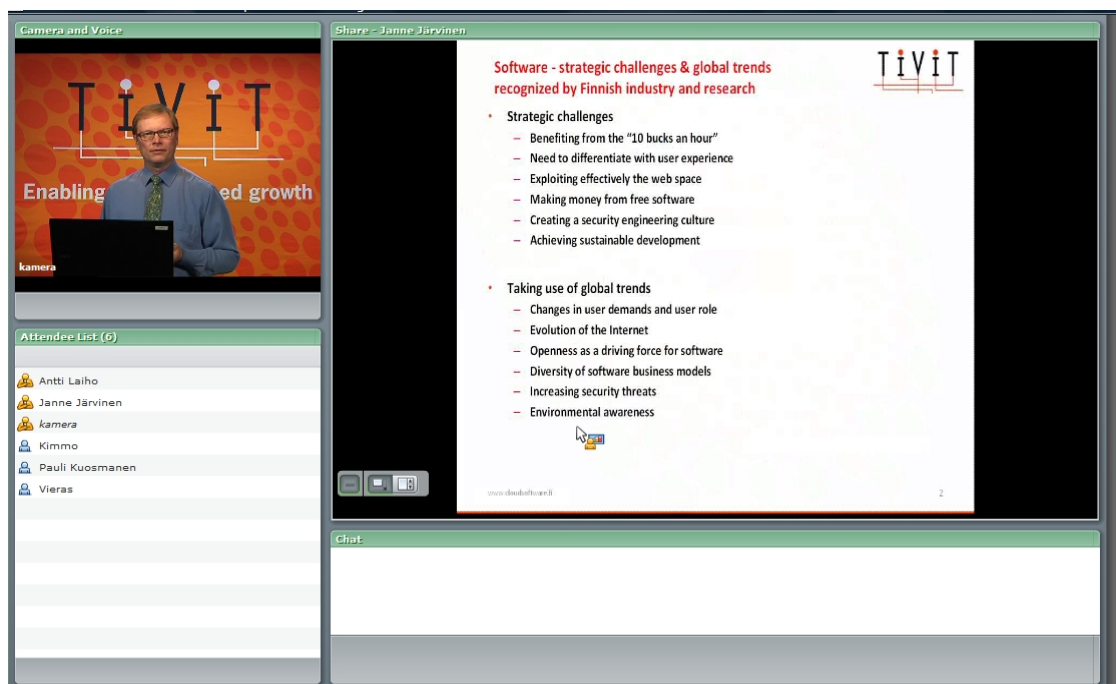 Camera and Voice
TiViT
Enabling
ed growth
kamera
Attendee List (6)
Antti Laiho
Janne Järvinen
kamera
Kimmo
Pauli Kuosmanen
Vieras
Share - Janne Järvinen
Software - strategic challenges & global trends
recognized by Finnish industry and research
TiViT
• Strategic challenges
– Benefiting from the “10 bucks an hour”
– Need to differentiate with user experience
– Exploiting effectively the web space
– Making money from free software
– Creating a security engineering culture
– Achieving sustainable development
• Taking use of global trends
– Changes in user demands and user role
– Evolution of the Internet
– Openness as a driving force for software
– Diversity of software business models
– Increasing security threats
– Environmental awareness
www.cloudsoftware.fi
2
Chat